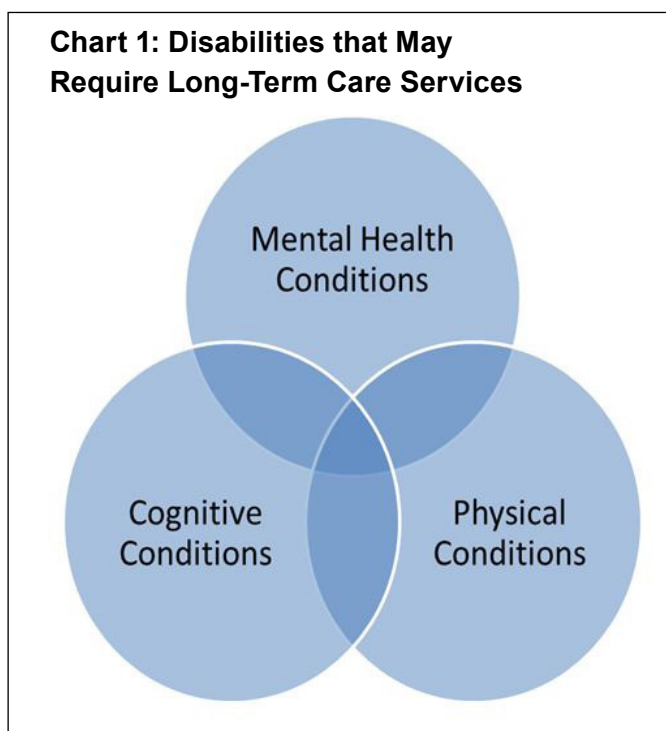 Chart 1: Disabilities that May
Require Long-Term Care Services
Mental Health
Conditions
Cognitive
Conditions
Physical
Conditions